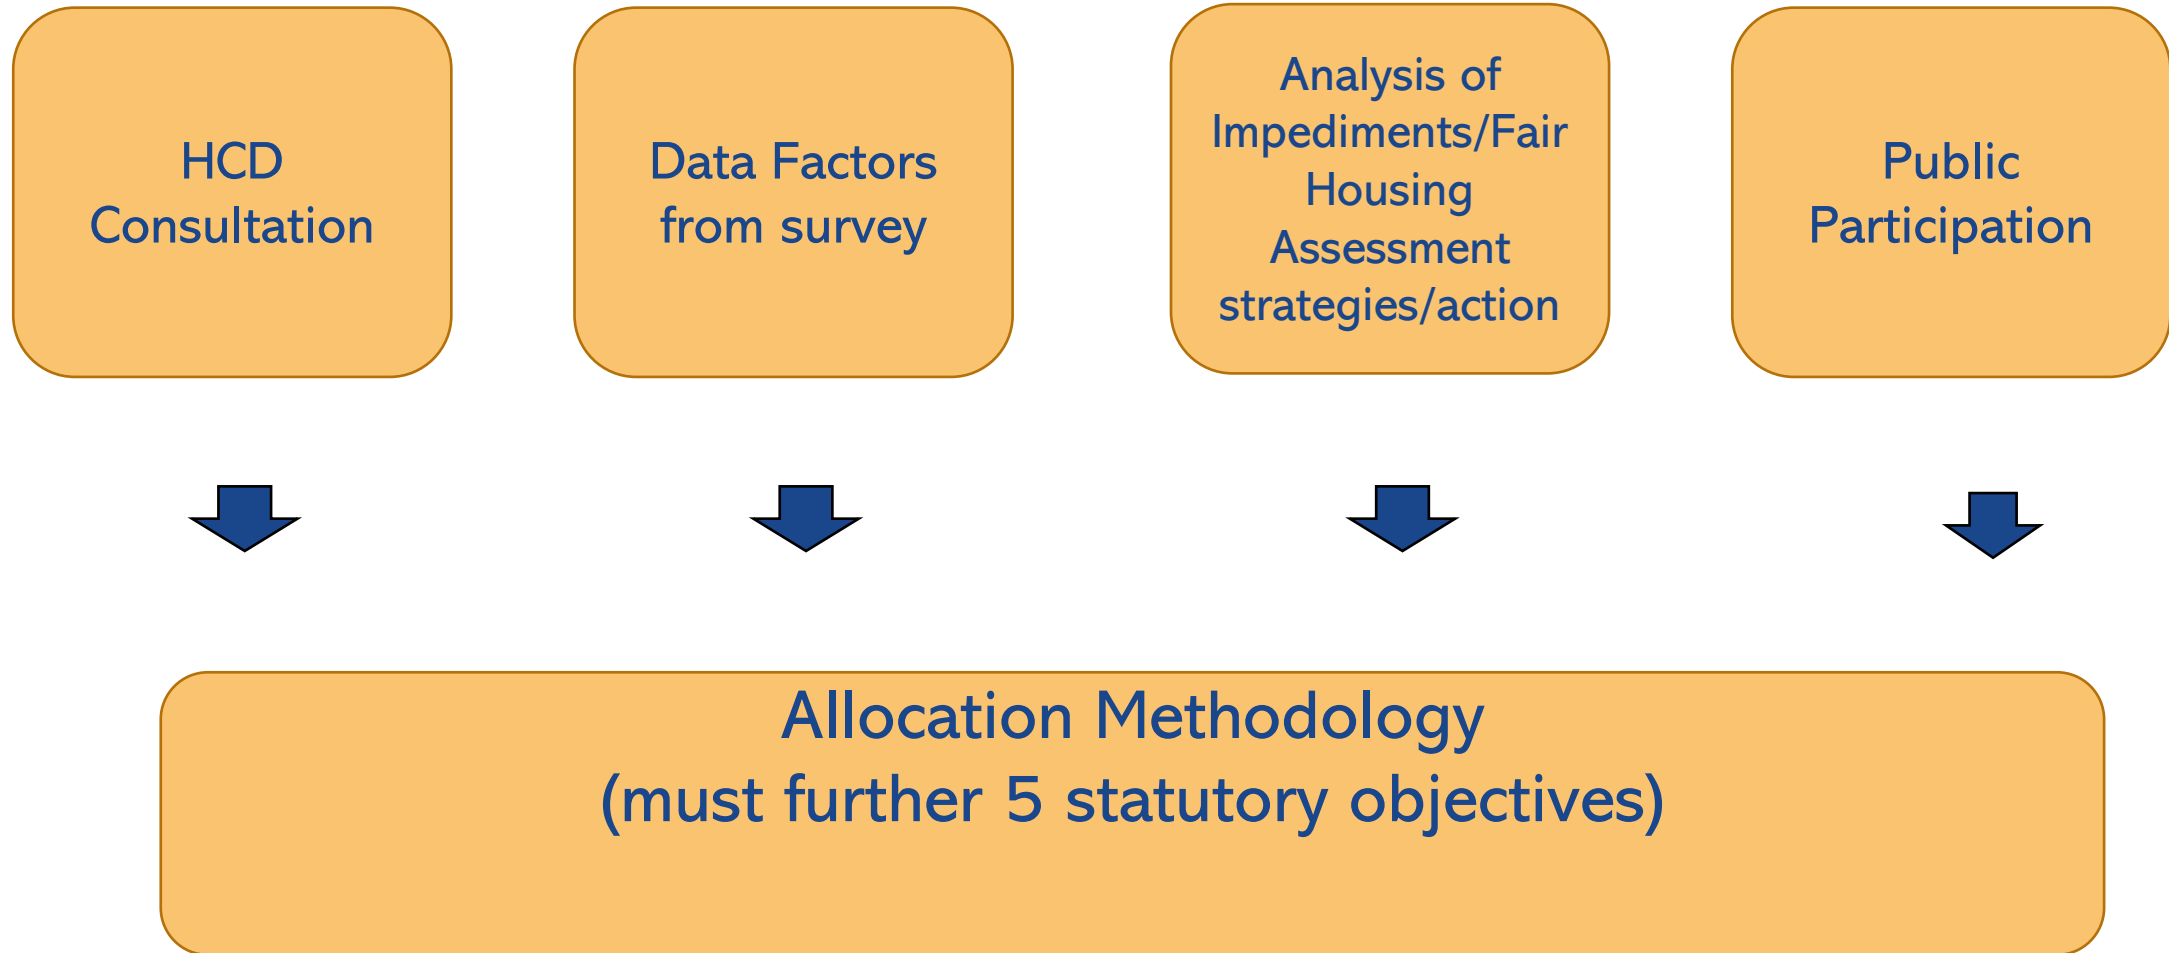 HCD
Consultation
Data Factors
from survey
Analysis of
Impediments/Fair
Housing
Assessment
strategies/action
Public
Participation
Allocation Methodology
(must further 5 statutory objectives)